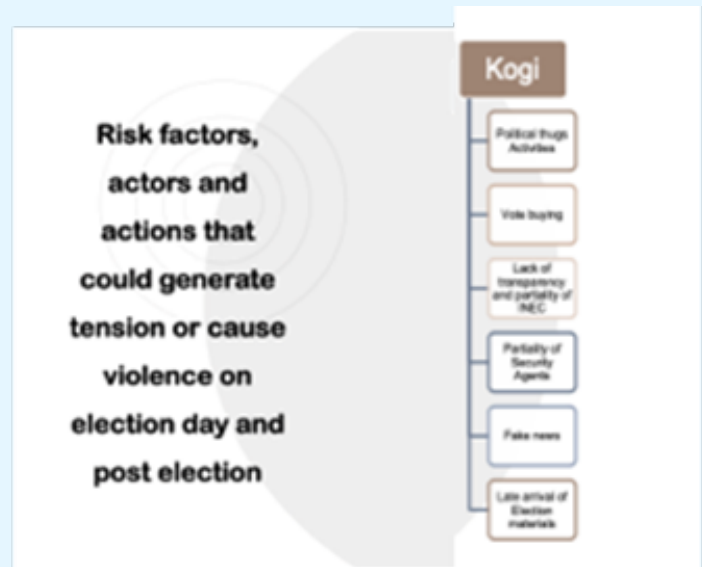 Risk factors,
actors and
actions that
could generate
tension or cause
violence on
election day and
post election
Kogi
Political thugs
Activities
Vote buying
Lack of
transparency
and partiality of
INEC
Partiality of
Security
Agents
Fake news
Late arrival of
Election
materials